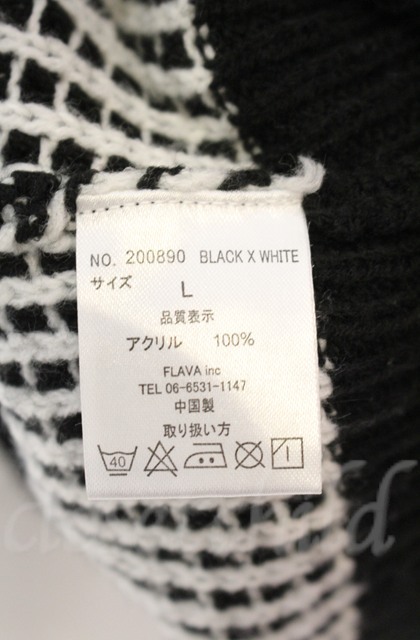 NO. 200890 BLACK X WHITE
サイズ
L
品質表示
アクリル 100%
FLAVA inc
TEL 06-6531-1147
中国製
取り扱い方
40